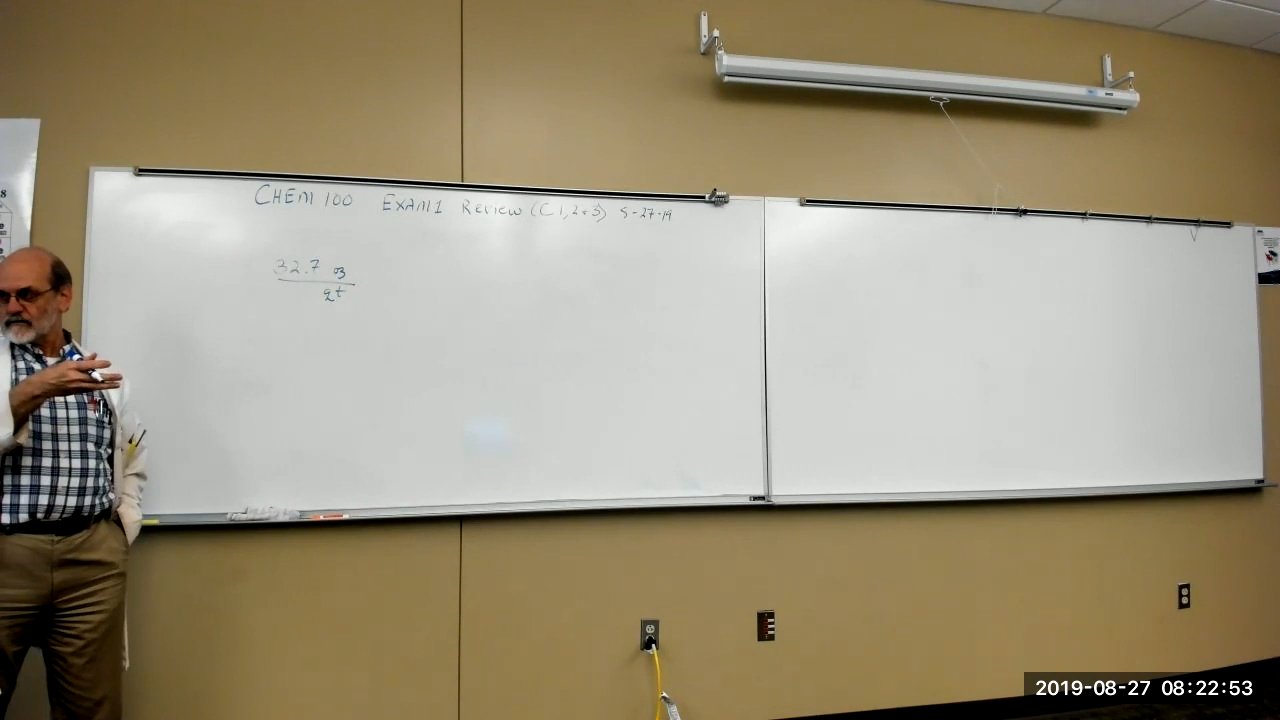 CHEM 100 EXAM 1 Review (C 1, 2 & 3) 8-27-19
32.7 oz
qt
2019-08-27 08:22:53